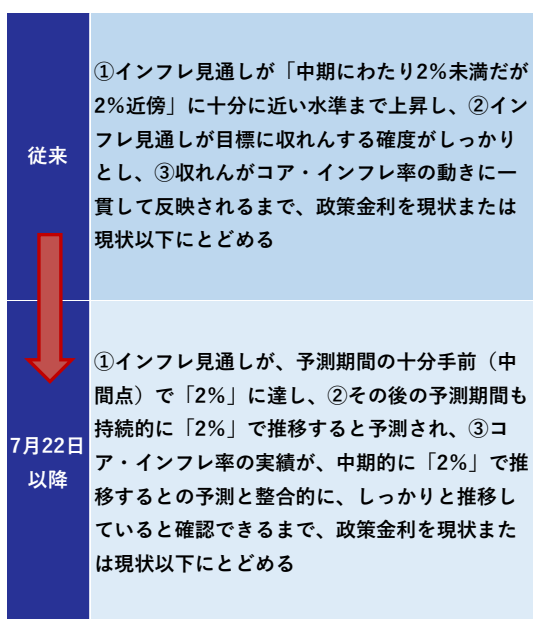 従来
①インフレ見通しが「中期にわたり2%未満だが
2%近傍」に十分に近い水準まで上昇し、②イン
フレ見通しが目標に収れんする確度がしっかり
とし、③収れんがコア・インフレ率の動きに一
貫して反映されるまで、政策金利を現状または
現状以下にとどめる
7月22日
以降
①インフレ見通しが、予測期間の十分手前（中
間点）で「2%」に達し、②その後の予測期間も
持続的に「2%」で推移すると予測され、③コ
ア・インフレ率の実績が、中期的に「2%」で推
移するとの予測と整合的に、しっかりと推移し
ていると確認できるまで、政策金利を現状また
は現状以下にとどめる